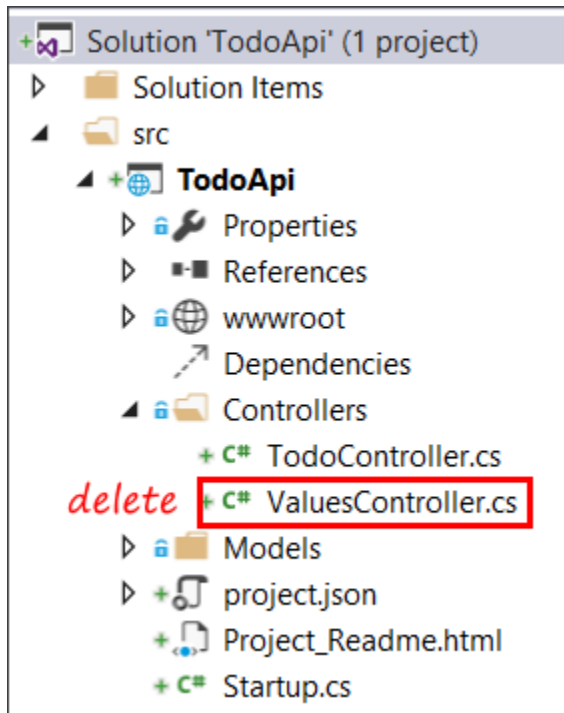 Solution 'TodoApi' (1 project)
Solution Items
src
TodoApi
Properties
References
wwwroot
Dependencies
Controllers
C# TodoController.cs
delete C# ValuesController.cs
Models
project.json
Project_Readme.html
C# Startup.cs